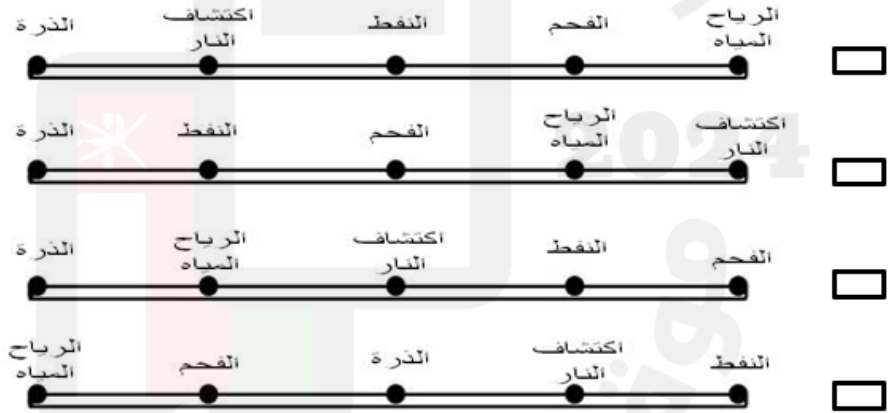 الرياح المياه
الفحم
النفط
اكتشاف النار
الذرة
اكتشاف النار
الرياح المياه
الفحم
النفط
الذرة
الفحم
النفط
اكتشاف النار
الرياح المياه
الذرة
النفط
اكتشاف النار
الذرة
الفحم
الرياح المياه
2024